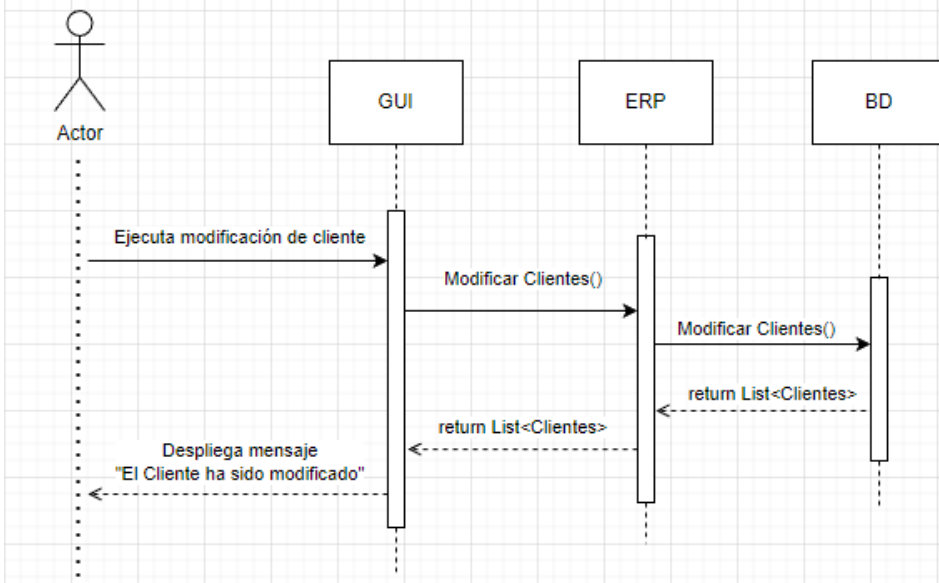 GUI
ERP
BD
Actor
Ejecuta modificación de cliente
Modificar Clientes()
Modificar Clientes()
return List<Clientes>
return List<Clientes>
Despliega mensaje
"El Cliente ha sido modificado"